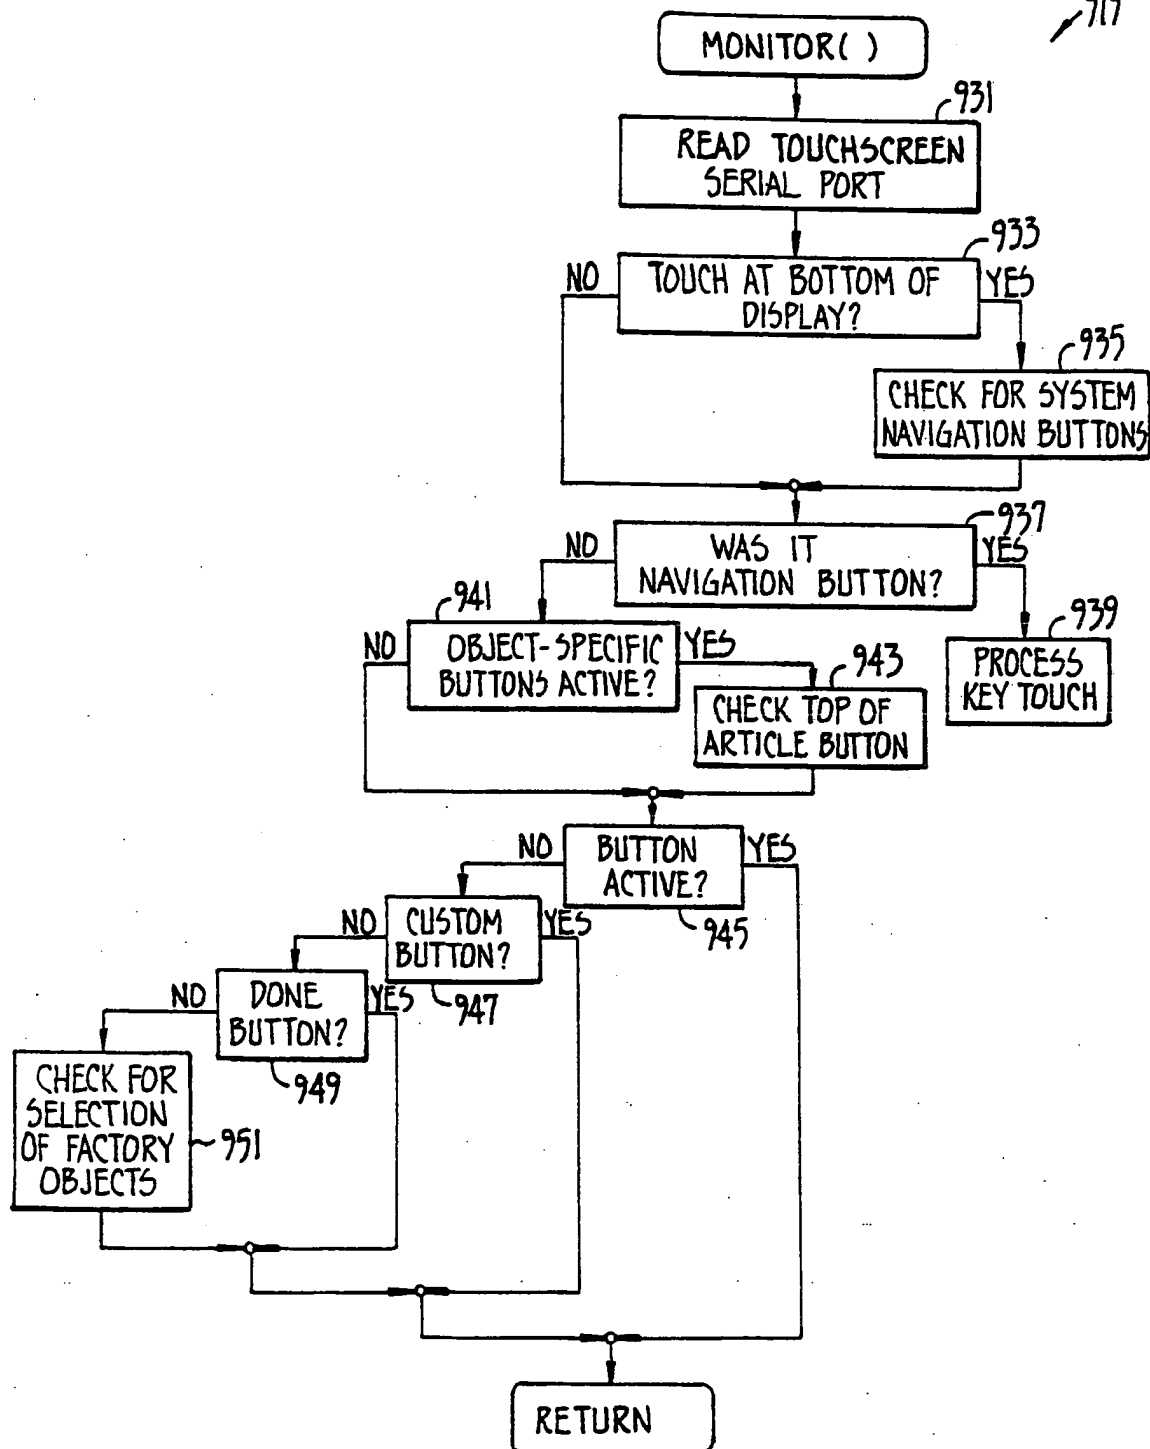 717
MONITOR( )
931
READ TOUCHSCREEN
SERIAL PORT
933
NO
TOUCH AT BOTTOM OF
DISPLAY?
YES
935
CHECK FOR SYSTEM
NAVIGATION BUTTONS
937
NO
WAS IT
NAVIGATION BUTTON?
YES
941
939
NO
OBJECT-SPECIFIC
BUTTONS ACTIVE?
YES
PROCESS
KEY TOUCH
943
CHECK TOP OF
ARTICLE BUTTON
NO
BUTTON
ACTIVE?
YES
945
NO
CUSTOM
BUTTON?
YES
947
NO
DONE
BUTTON?
YES
949
CHECK FOR
SELECTION
OF FACTORY
OBJECTS
951
RETURN